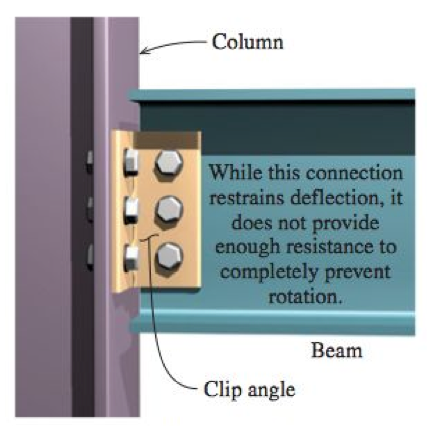 Column
While this connection
restrains deflection, it
does not provide
enough resistance to
completely prevent
rotation.
Beam
Clip angle